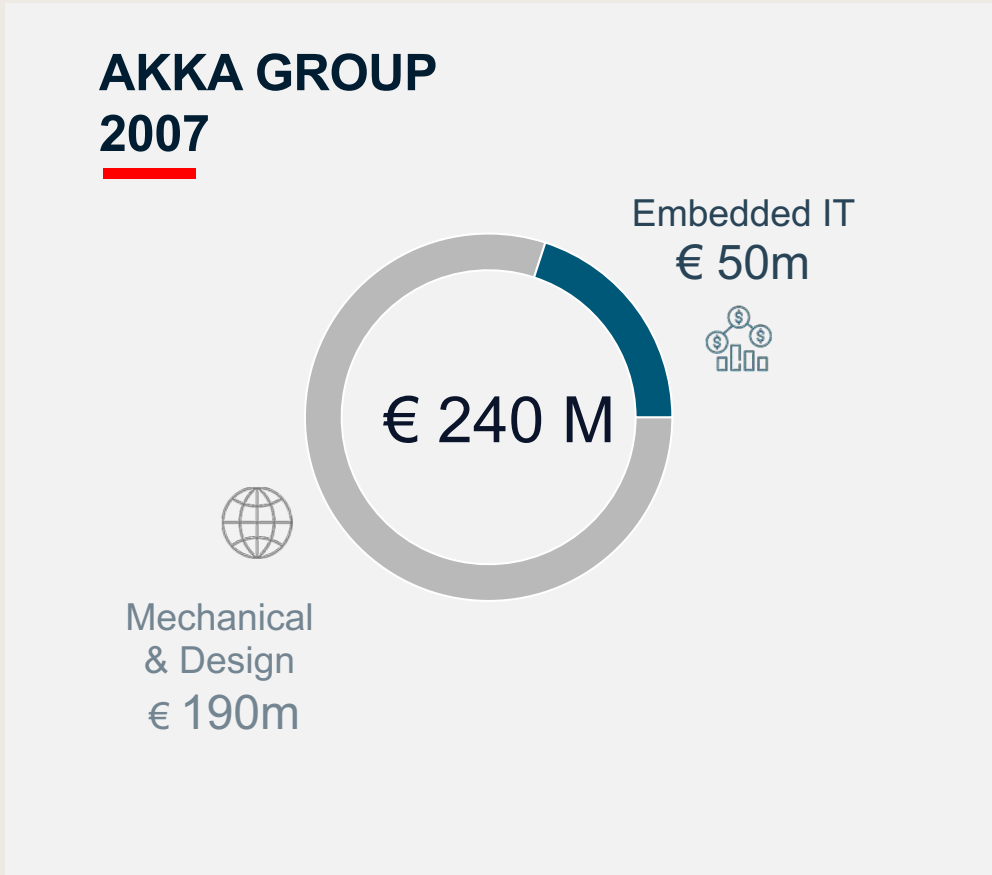 AKKA GROUP
2007
Embedded IT
€ 50m
$
$ $
€ 240 M
Mechanical
& Design
€ 190m